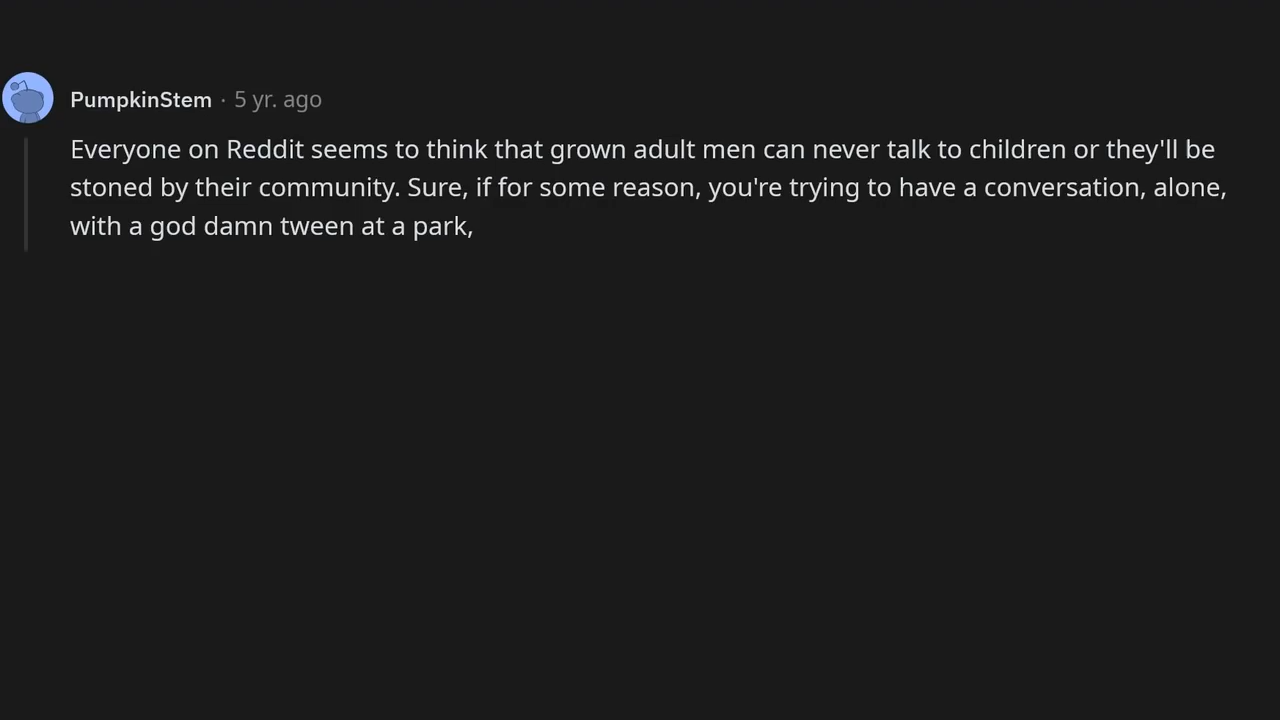 PumpkinStem · 5 yr. ago
Everyone on Reddit seems to think that grown adult men can never talk to children or they'll be
stoned by their community. Sure, if for some reason, you're trying to have a conversation, alone,
with a god damn tween at a park,